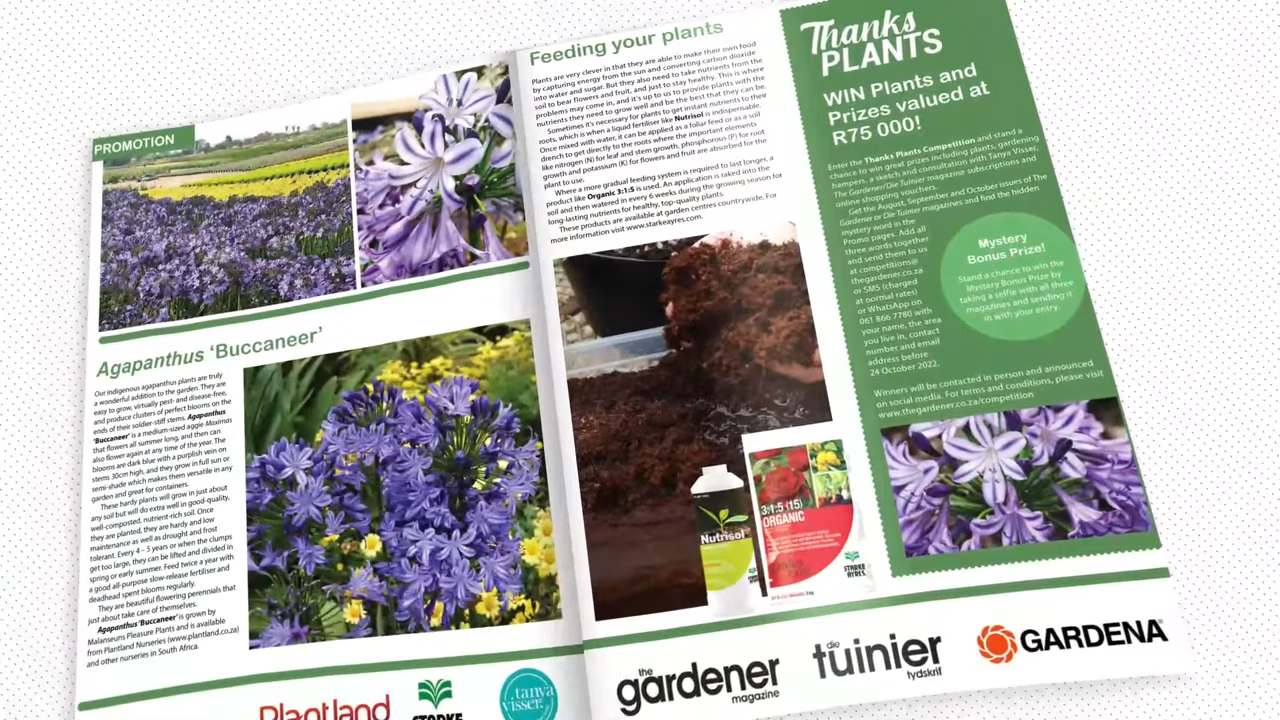 PROMOTION
Agapanthus 'Buccaneer'
Our indigenous agapanthus plants are truly
a wonderful addition to the garden. They are
easy to grow, virtually pest- and disease-free,
and produce clusters of perfect blooms on the
ends of their soldier-stiff stems. Agapanthus
'Buccaneer' is a medium-sized aggie Maximas
that flowers all summer long, and then can
also flower again at any time of the year. The
blooms are dark blue with a purplish vein on
stems 30cm high, and they grow in full sun or
semi-shade which makes them versatile in any
garden and great for containers.
These hardy plants will grow in just about
any soil but will do extra well in good-quality,
well-composted, nutrient-rich soil. Once
they are planted, they are hardy and low
maintenance as well as drought and frost
tolerant. Every 4 – 5 years or when the clumps
get too large, they can be lifted and divided in
spring or early summer. Feed twice a year with
a good all-purpose slow-release fertiliser and
deadhead spent blooms regularly.
They are beautiful flowering perennials that
just about take care of themselves.
Agapanthus 'Buccaneer' is grown by
Malanseuns Pleasure Plants and is available
from Plantland Nurseries (www.plantland.co.za)
and other nurseries in South Africa.
Plantland
STARKE
tanya
visser
Feeding your plants
Plants are very clever in that they are able to make their own food
by capturing energy from the sun and converting carbon dioxide
into water and sugar. But they also need to take nutrients from the
soil to bear flowers and fruit, and just to stay healthy. This is where
problems may come in, and it's up to us to provide plants with the
nutrients they need to grow well and be the best that they can be.
Sometimes it's necessary for plants to get instant nutrients to their
roots, which is when a liquid fertiliser like Nutrisol is indispensable.
Once mixed with water, it can be applied as a foliar feed or as a soil
drench to get directly to the roots where the important elements
like nitrogen (N) for leaf and stem growth, phosphorous (P) for root
growth and potassium (K) for flowers and fruit are absorbed for the
plant to use.
Where a more gradual feeding system is required to last longer, a
product like Organic 3:1:5 is used. An application is raked into the
soil and then watered in every 6 weeks during the growing season for
long-lasting nutrients for healthy, top-quality plants.
These products are available at garden centres countrywide. For
more information visit www.starkeayres.com.
Nutrisol
3:1:5 (15)
ORGANIC
STARKE
AYRES
Thanks
PLANTS
WIN Plants and
Prizes valued at
R75 000!
Enter the Thanks Plants Competition and stand a
chance to win great prizes including plants, gardening
hampers, a sketch and consultation with Tanya Visser,
The Gardener/Die Tuinier magazine subscriptions and
online shopping vouchers.
Get the August, September and October issues of The
Gardener or Die Tuinier magazines and find the hidden
mystery word in the
Promo pages. Add all
three words together
and send them to us
at competitions@
thegardener.co.za
or SMS (charged
at normal rates)
or WhatsApp on
061 866 7780 with
your name, the area
you live in, contact
number and email
address before
24 October 2022.
Mystery
Bonus Prize!
Stand a chance to win the
Mystery Bonus Prize by
taking a selfie with all three
magazines and sending it
in with your entry.
Winners will be contacted in person and announced
on social media. For terms and conditions, please visit
www.thegardener.co.za/competition
the
gardener
magazine
die
tuinier
tydskrif
GARDENA®